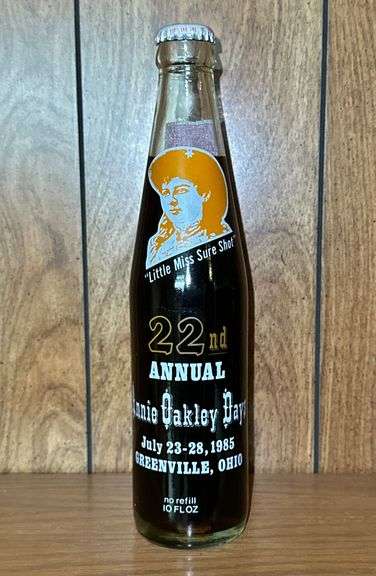 "Little Miss Sure Shot"
22nd
ANNUAL
Annie Oakley Days
July 23-28, 1985
GREENVILLE, OHIO
no refill
10 FL OZ